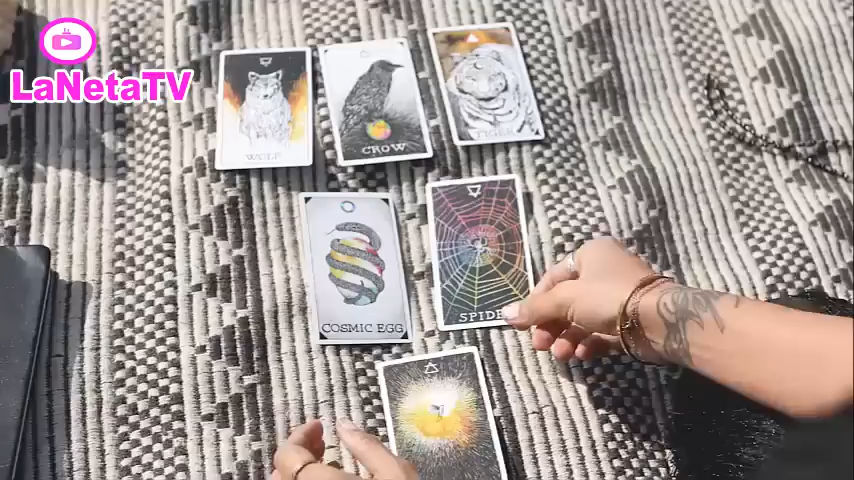 LaNetaTV
WOLF
CROW
TIGER
COSMIC EGG
SPIDER